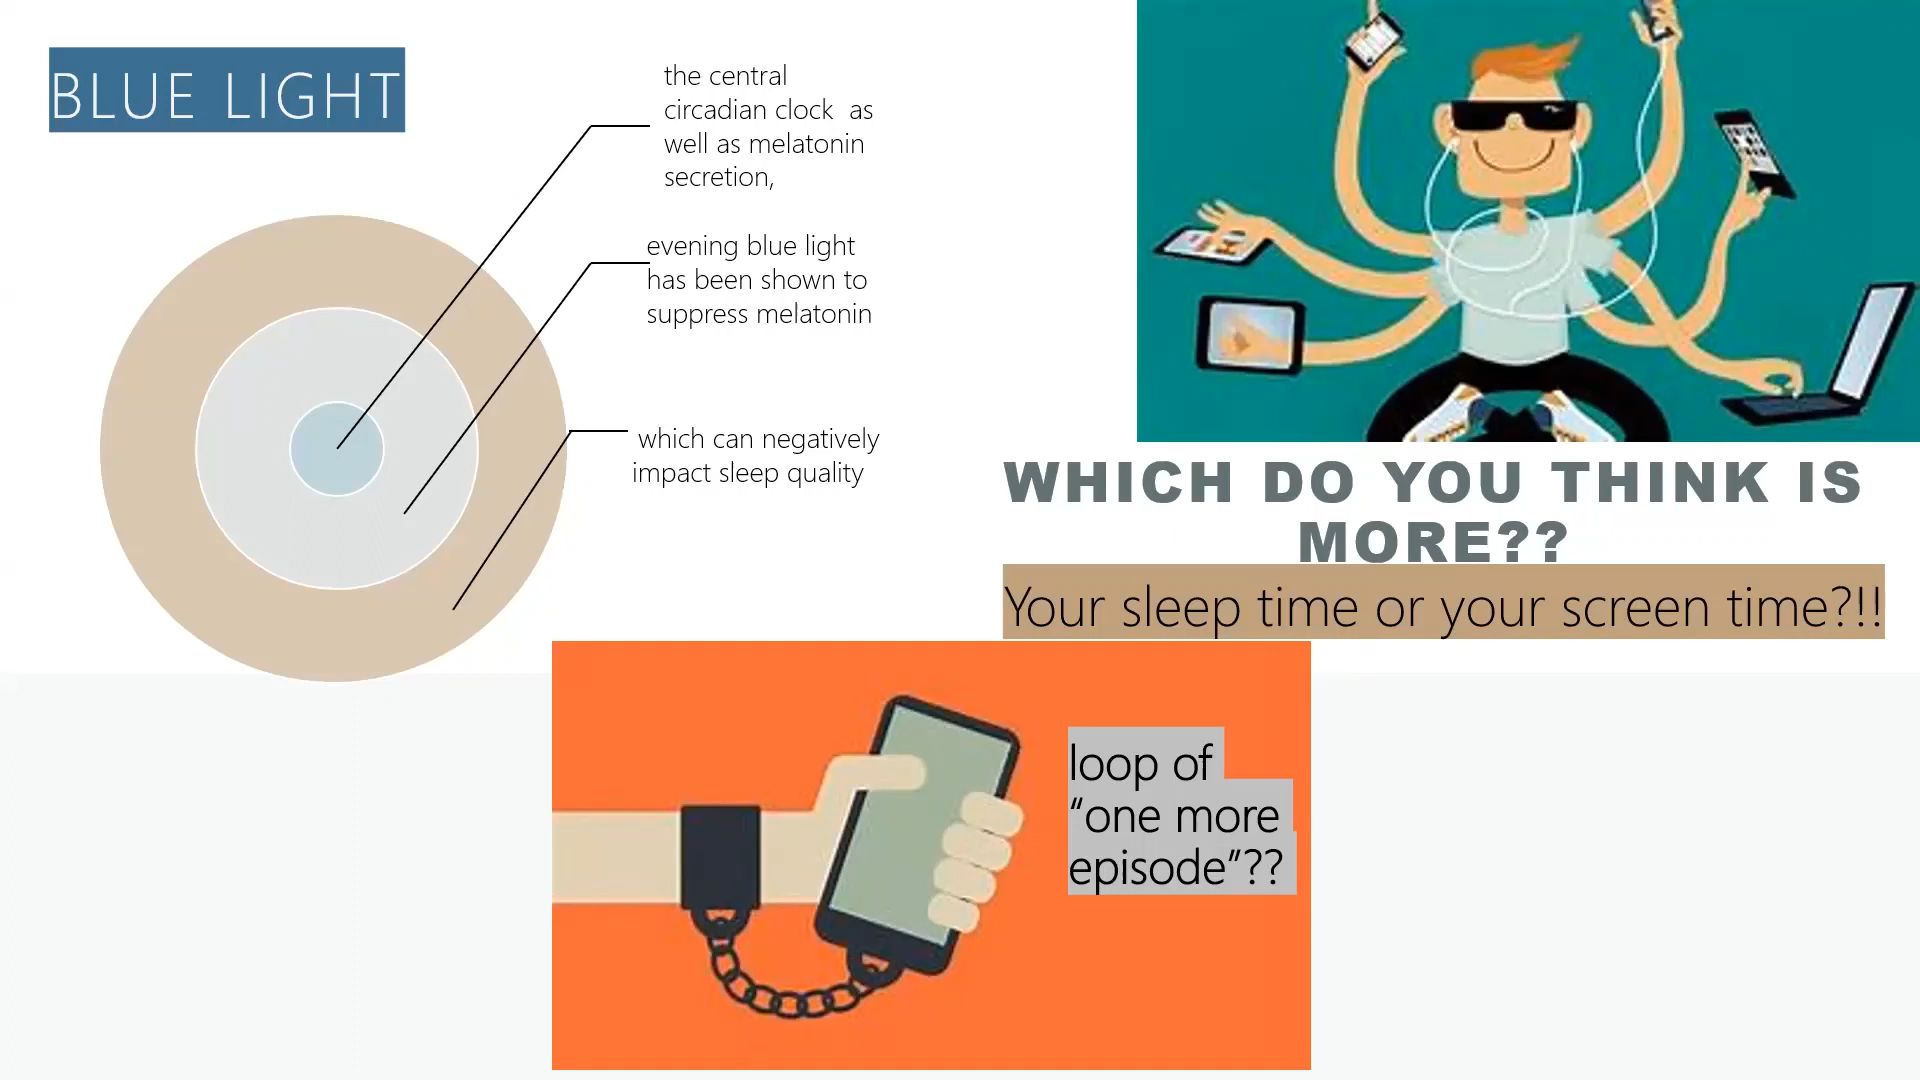 BLUE LIGHT
the central
circadian clock  as
well as melatonin
secretion,
evening blue light
has been shown to
suppress melatonin
which can negatively
impact sleep quality
WHICH DO YOU THINK IS
MORE??
Your sleep time or your screen time?!!
loop of
“one more
episode”??